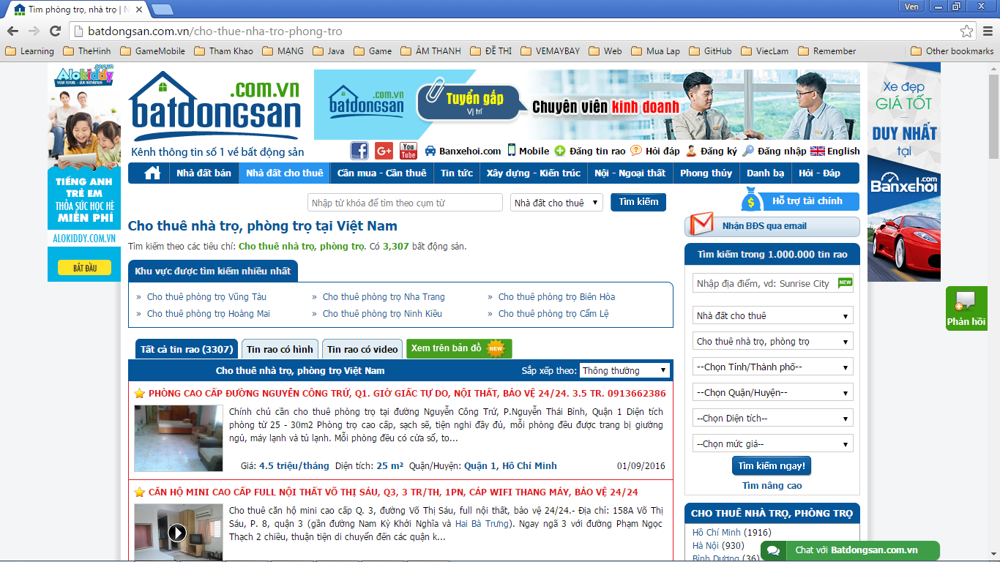 Tìm phòng trọ, nhà trọ | N
Ven
batdongsan.com.vn/cho-thue-nha-tro-phong-tro
Learning TheHinh GameMobile Tham Khao MẠNG Java Game ÂM THANH ĐỀ THI VEMAYBAY Web Mua Lap GitHub ViecLam Remember Other bookmarks
.com.vn
Alokiddy
YOUR FUTURE - OUR INSTITUTION
TIẾNG ANH
TRẺ EM
THỎA SỨC HỌC HÈ
MIỄN PHÍ
ALOKIDDY.COM.VN
BẮT ĐẦU
.com.vn
batdongsan
Kênh thông tin số 1 về bất động sản
.com.vn
batdongsan
Tuyển gấp
Vị trí
Chuyên viên kinh doanh
Xe đẹp
GIÁ TỐT
DUY NHẤT
tại
Banxehoi.com
You Tube Banxehoi.com Mobile Đăng tin rao Hỏi đáp Đăng ký Đăng nhập English
Nhà đất bán Nhà đất cho thuê Cần mua - Cần thuê Tin tức Xây dựng - Kiến trúc Nội - Ngoại thất Phong thủy Danh bạ Hỏi - Đáp
Nhập từ khóa để tìm theo cụm từ Nhà đất cho thuê Tìm kiếm
Hỗ trợ tài chính
Nhận BĐS qua email
Cho thuê nhà trọ, phòng trọ tại Việt Nam
Tìm kiếm theo các tiêu chí: Cho thuê nhà trọ, phòng trọ. Có 3,307 bất động sản.
Khu vực được tìm kiếm nhiều nhất
» Cho thuê phòng trọ Vũng Tàu » Cho thuê phòng trọ Nha Trang » Cho thuê phòng trọ Biên Hòa
» Cho thuê phòng trọ Hoàng Mai » Cho thuê phòng trọ Ninh Kiều » Cho thuê phòng trọ Cẩm Lệ
Tất cả tin rao (3307) Tin rao có hình Tin rao có video Xem trên bản đồ NEW
Cho thuê nhà trọ, phòng trọ Việt Nam Sắp xếp theo: Thông thường
PHÒNG CAO CẤP ĐƯỜNG NGUYỄN CÔNG TRỨ, Q1. GIỜ GIẤC TỰ DO, NỘI THẤT, BẢO VỆ 24/24. 3.5 TR. 0913662386
Chính chủ cần cho thuê phòng trọ tại đường Nguyễn Công Trứ, P.Nguyễn Thái Bình, Quận 1 Diện tích
phòng từ 25 - 30m2 Phòng trọ cao cấp, sạch sẽ, tiện nghi đầy đủ, mỗi phòng đều được trang bị giường
ngủ, máy lạnh và tủ lạnh. Mỗi phòng đều có cửa sổ, to...
Giá: 4.5 triệu/tháng Diện tích: 25 m² Quận/Huyện: Quận 1, Hồ Chí Minh 01/09/2016
CĂN HỘ MINI CAO CẤP FULL NỘI THẤT VÕ THỊ SÁU, Q3, 3 TR/TH, 1PN, CÁP WIFI THANG MÁY, BẢO VỆ 24/24
Cho thuê căn hộ mini cao cấp Q. 3, đường Võ Thị Sáu, full nội thất, bảo vệ 24/24.- Địa chỉ: 158A Võ Thị
Sáu, P. 8, quận 3 (gần đường Nam Kỳ Khởi Nghĩa và Hai Bà Trưng). Ngay ngã 3 với đường Phạm Ngọc
Thạch 2 chiều, thuận tiện di chuyển đến các quận k...
Tìm kiếm trong 1.000.000 tin rao
Nhập địa điểm, vd: Sunrise City NEW
Nhà đất cho thuê
Cho thuê nhà trọ, phòng trọ
--Chọn Tỉnh/Thành phố--
--Chọn Quận/Huyện--
--Chọn Diện tích--
--Chọn mức giá--
Tìm kiếm ngay!
Tìm nâng cao
CHO THUÊ NHÀ TRỌ, PHÒNG TRỌ
Hồ Chí Minh (1916)
Hà Nội (930)
Bình Dương (36)
Phản hồi
Chat với Batdongsan.com.vn